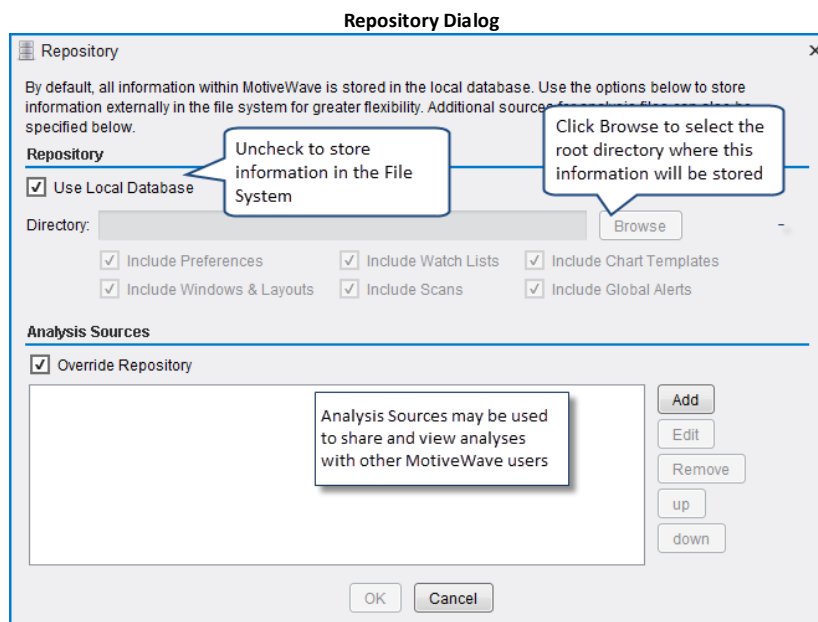 Repository Dialog
Repository
By default, all information within MotiveWave is stored in the local database. Use the options below to store
information externally in the file system for greater flexibility. Additional sources
specified below.
Uncheck to store
information in the File
System
Click Browse to select the
root directory where this
information will be stored
Repository
Use Local Database
Directory:
Browse
Include Preferences
Include Watch Lists
Include Chart Templates
Include Windows & Layouts
Include Scans
Include Global Alerts
Analysis Sources
Override Repository
Analysis Sources may be used
to share and view analyses
with other MotiveWave users
Add
Edit
Remove
up
down
OK
Cancel